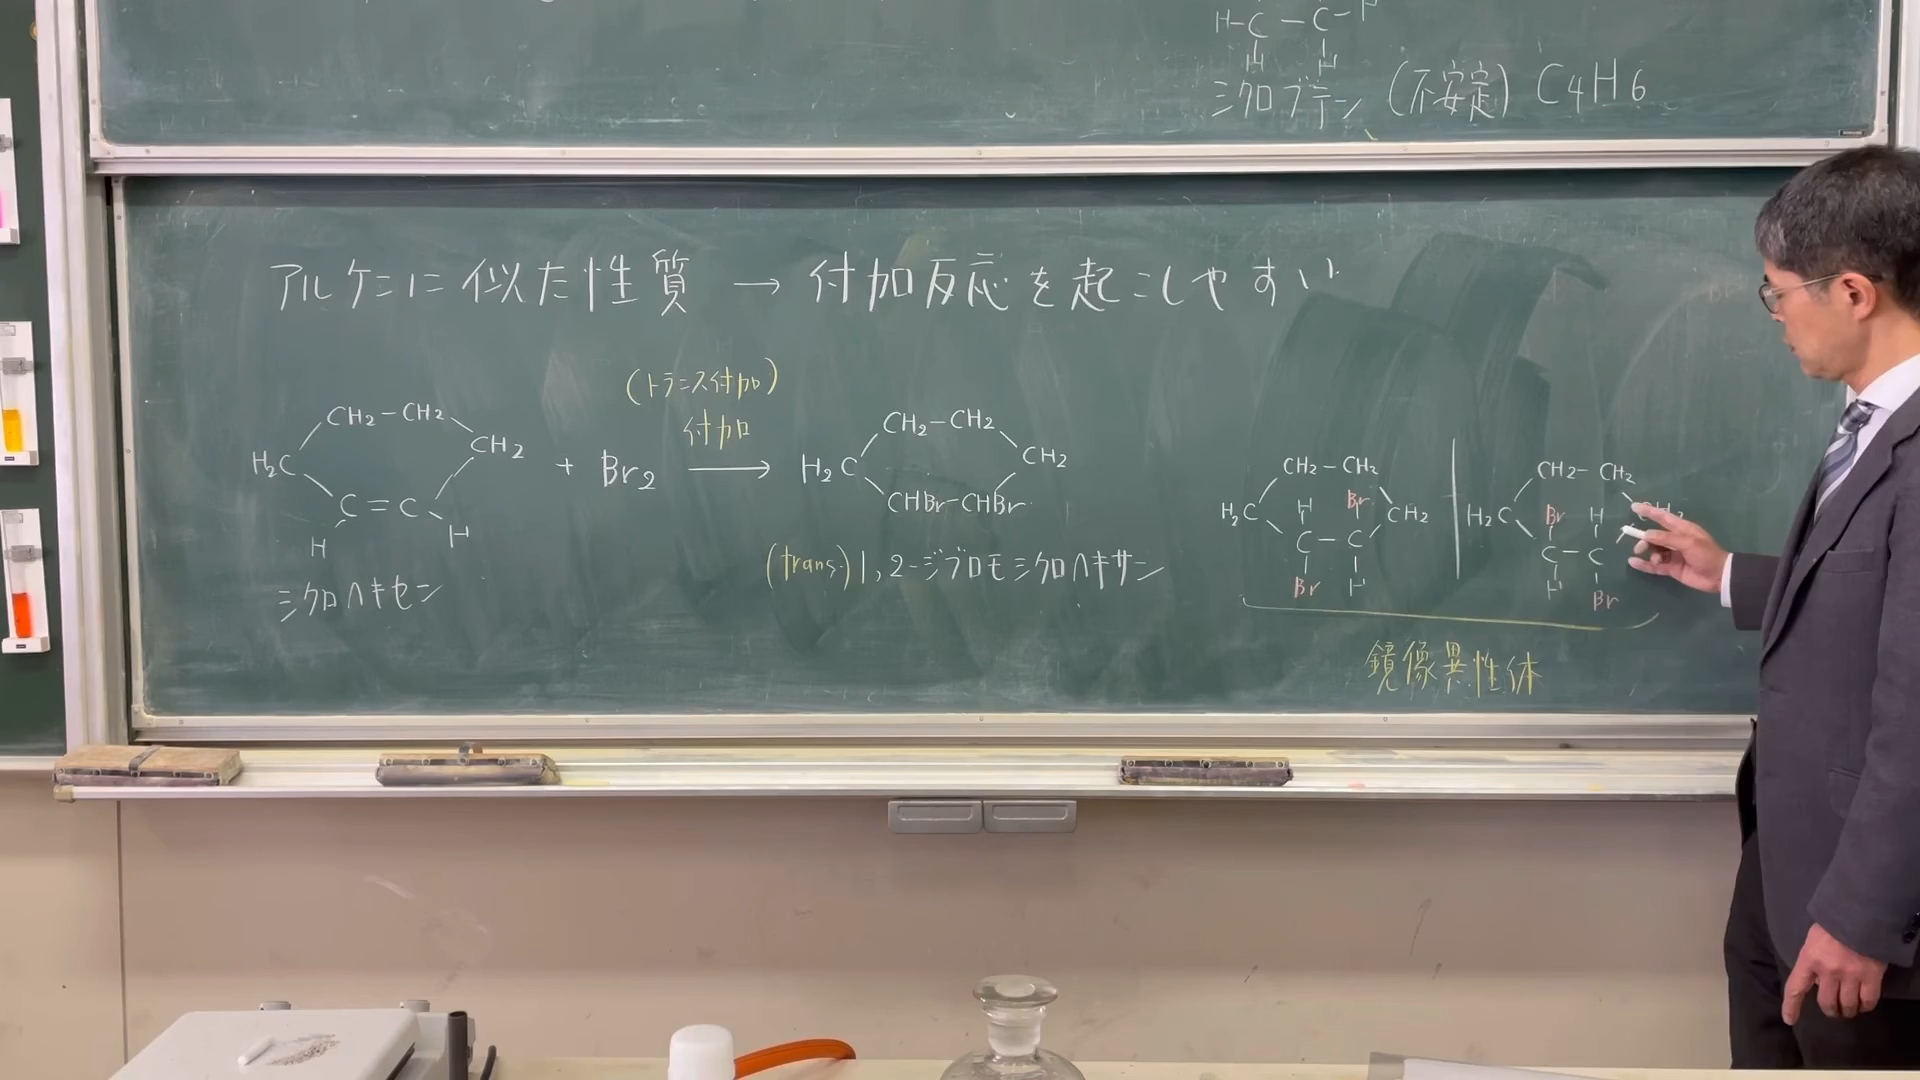 H-C-C-H
H H
シクロブテン (不安定) C4H6
アルケンに似た性質 → 付加反応を起こしやすい
(トランス付加)
付加
CH2-CH2
H2C CH2
C=C
H H
シクロヘキセン
+ Br2 →
CH2-CH2
H2C CH2
CHBr-CHBr
(trans-) 1,2-ジブロモシクロヘキサン
CH2-CH2
H2C H Br CH2
C-C
Br H
CH2-CH2
H2C Br H
C-C
H Br
鏡像異性体